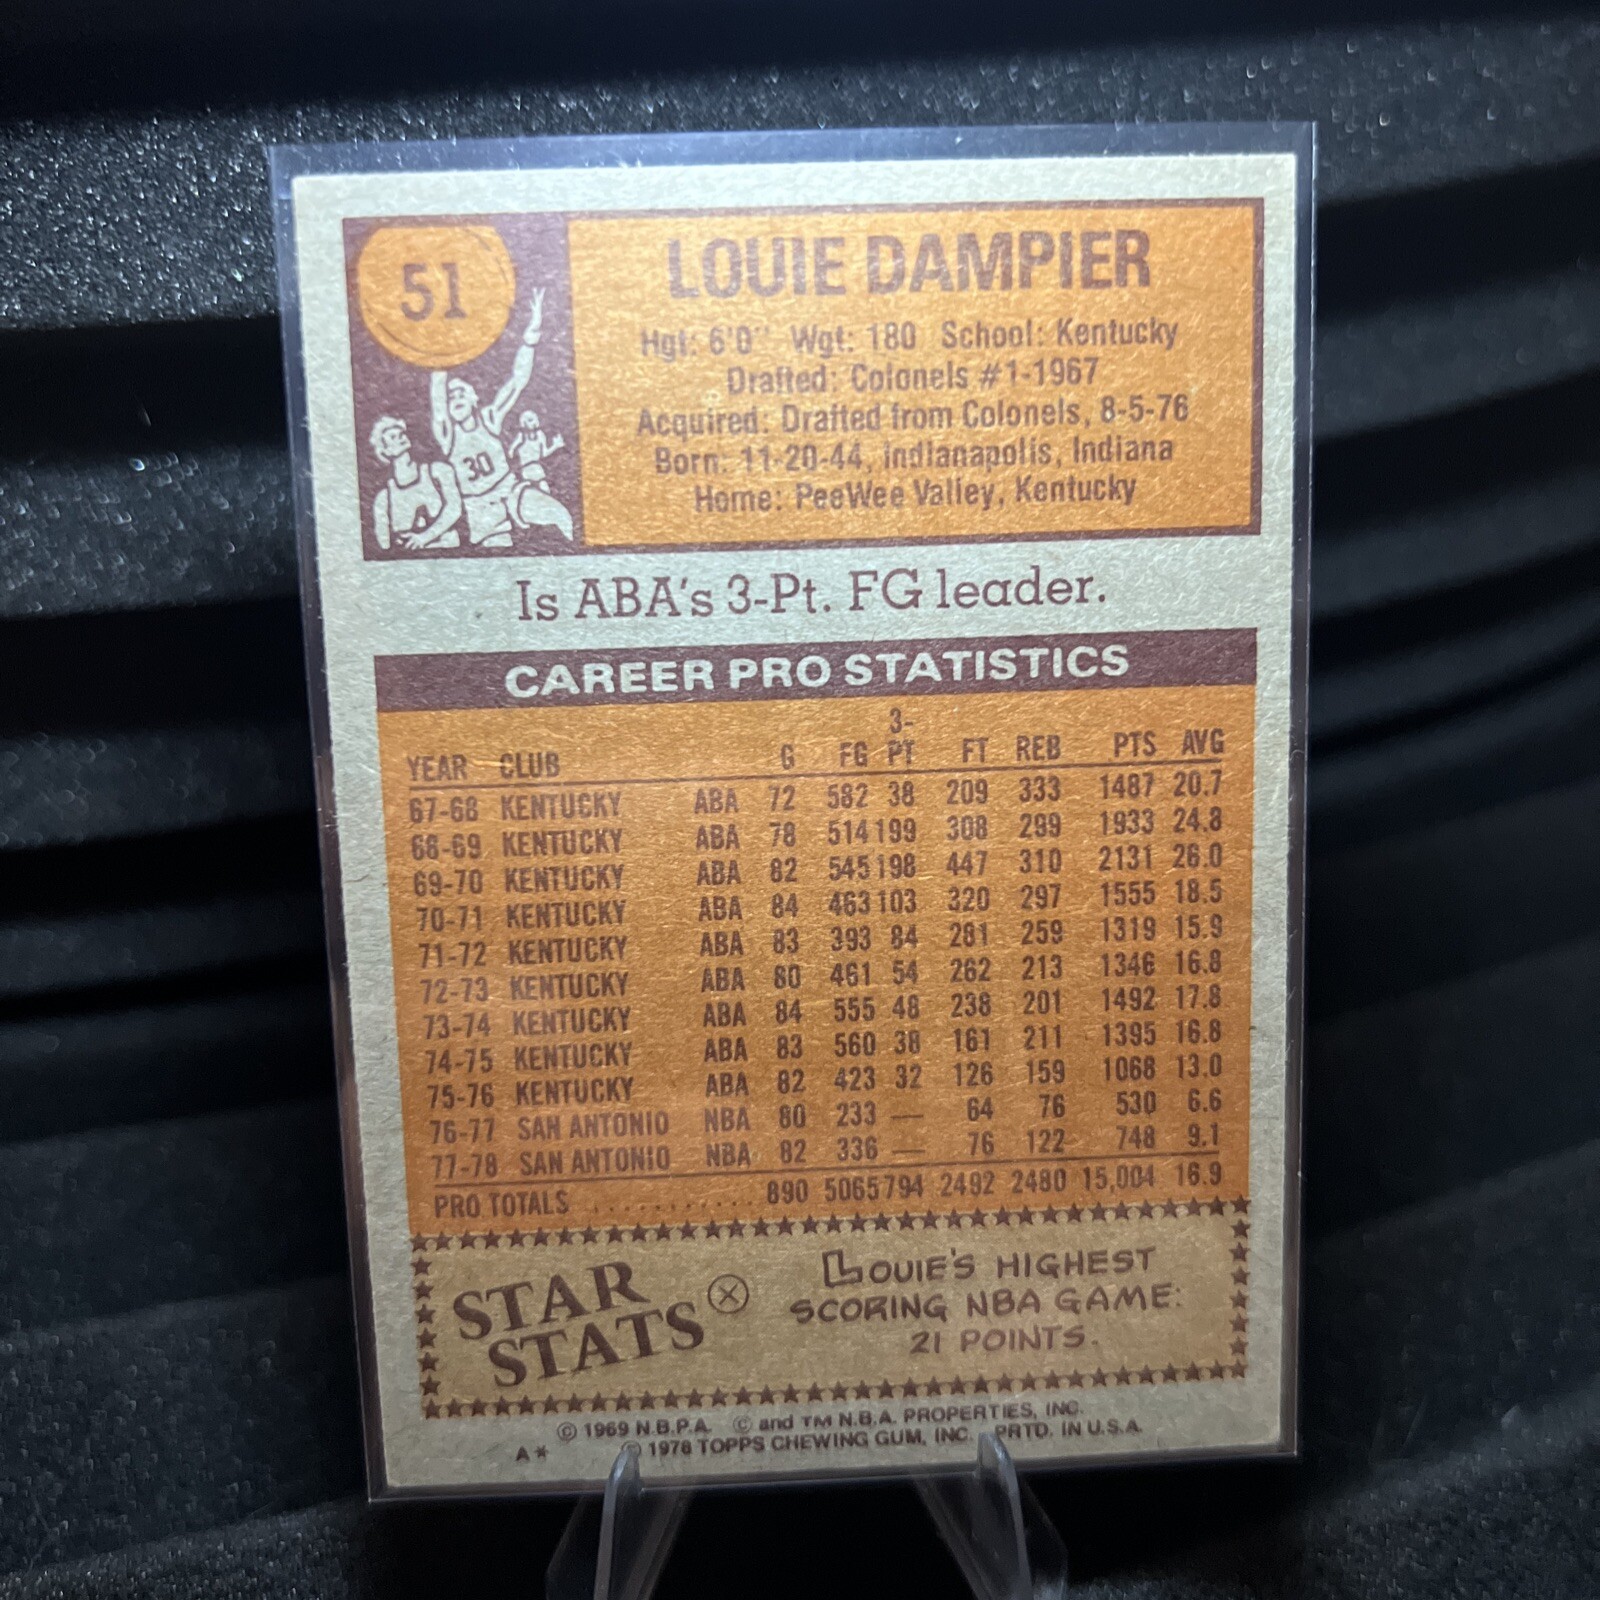 51
LOUIE DAMPIER
Hgt: 6'0" Wgt: 180 School: Kentucky
Drafted: Colonels #1-1967
Acquired: Drafted from Colonels, 8-5-76
Born: 11-20-44, Indianapolis, Indiana
Home: PeeWee Valley, Kentucky
30
Is ABA's 3-Pt. FG leader.
CAREER PRO STATISTICS
YEAR CLUB G FG 3-PT FT REB PTS AVG
67-68 KENTUCKY ABA 72 582 38 209 333 1487 20.7
68-69 KENTUCKY ABA 78 514 199 308 299 1933 24.8
69-70 KENTUCKY ABA 82 545 198 447 310 2131 26.0
70-71 KENTUCKY ABA 84 463 103 320 297 1555 18.5
71-72 KENTUCKY ABA 83 393 84 281 259 1319 15.9
72-73 KENTUCKY ABA 80 461 54 262 213 1346 16.8
73-74 KENTUCKY ABA 84 555 48 238 201 1492 17.8
74-75 KENTUCKY ABA 83 560 38 161 211 1395 16.8
75-76 KENTUCKY ABA 82 423 32 126 159 1068 13.0
76-77 SAN ANTONIO NBA 80 233 — 64 76 530 6.6
77-78 SAN ANTONIO NBA 82 336 — 76 122 748 9.1
PRO TOTALS ............ 890 5065 794 2492 2480 15,004 16.9
STAR STATS
LOUIE'S HIGHEST
SCORING NBA GAME:
21 POINTS.
© 1969 N.B.P.A. © and TM N.B.A. PROPERTIES, INC.
A* © 1978 TOPPS CHEWING GUM, INC. PRTD. IN U.S.A.